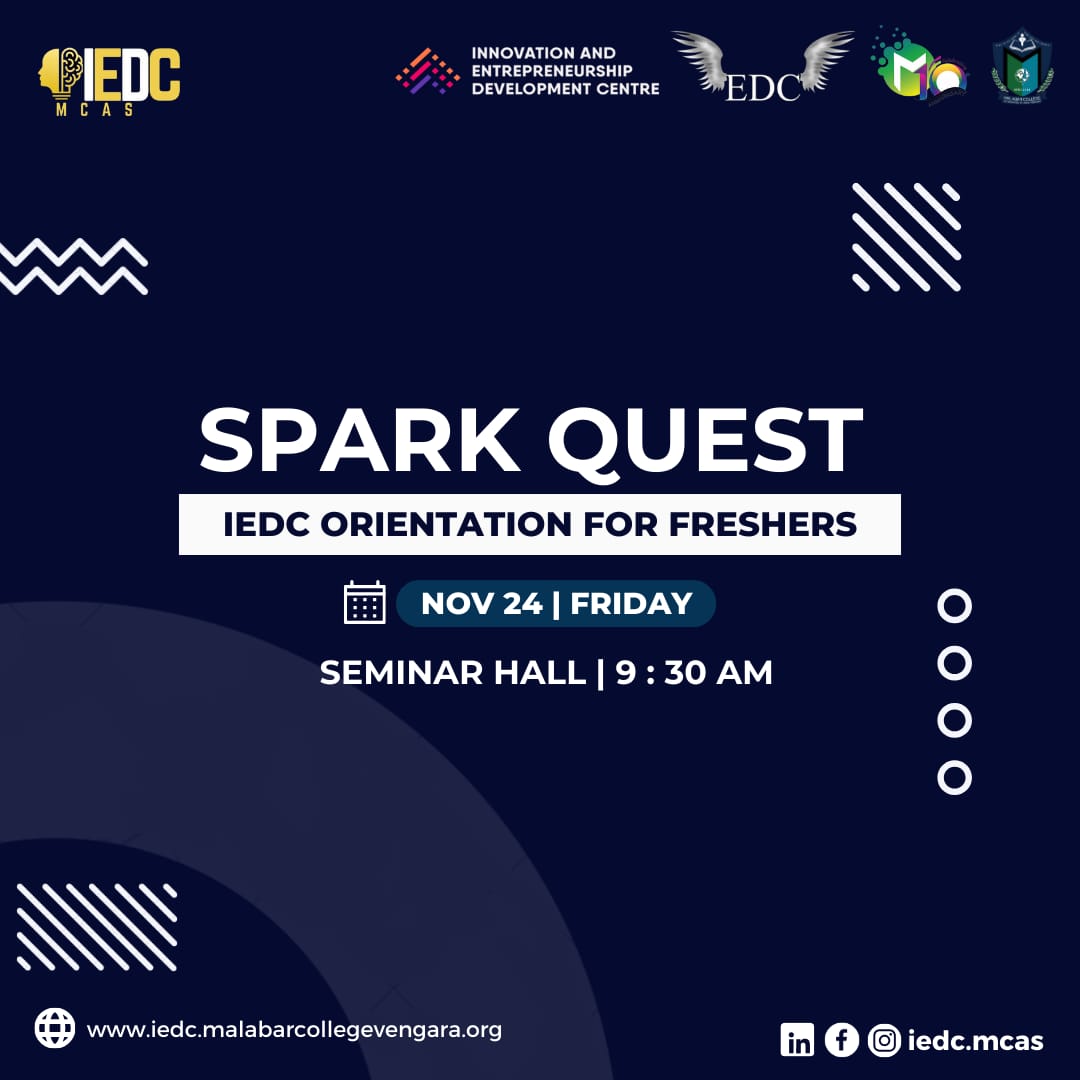 IEDC
MCAS
INNOVATION AND
ENTREPRENEURSHIP
DEVELOPMENT CENTRE
EDC
SPARK QUEST
IEDC ORIENTATION FOR FRESHERS
NOV 24 | FRIDAY
SEMINAR HALL | 9 : 30 AM
www.iedc.malabarcollegevengara.org
in f iedc.mcas